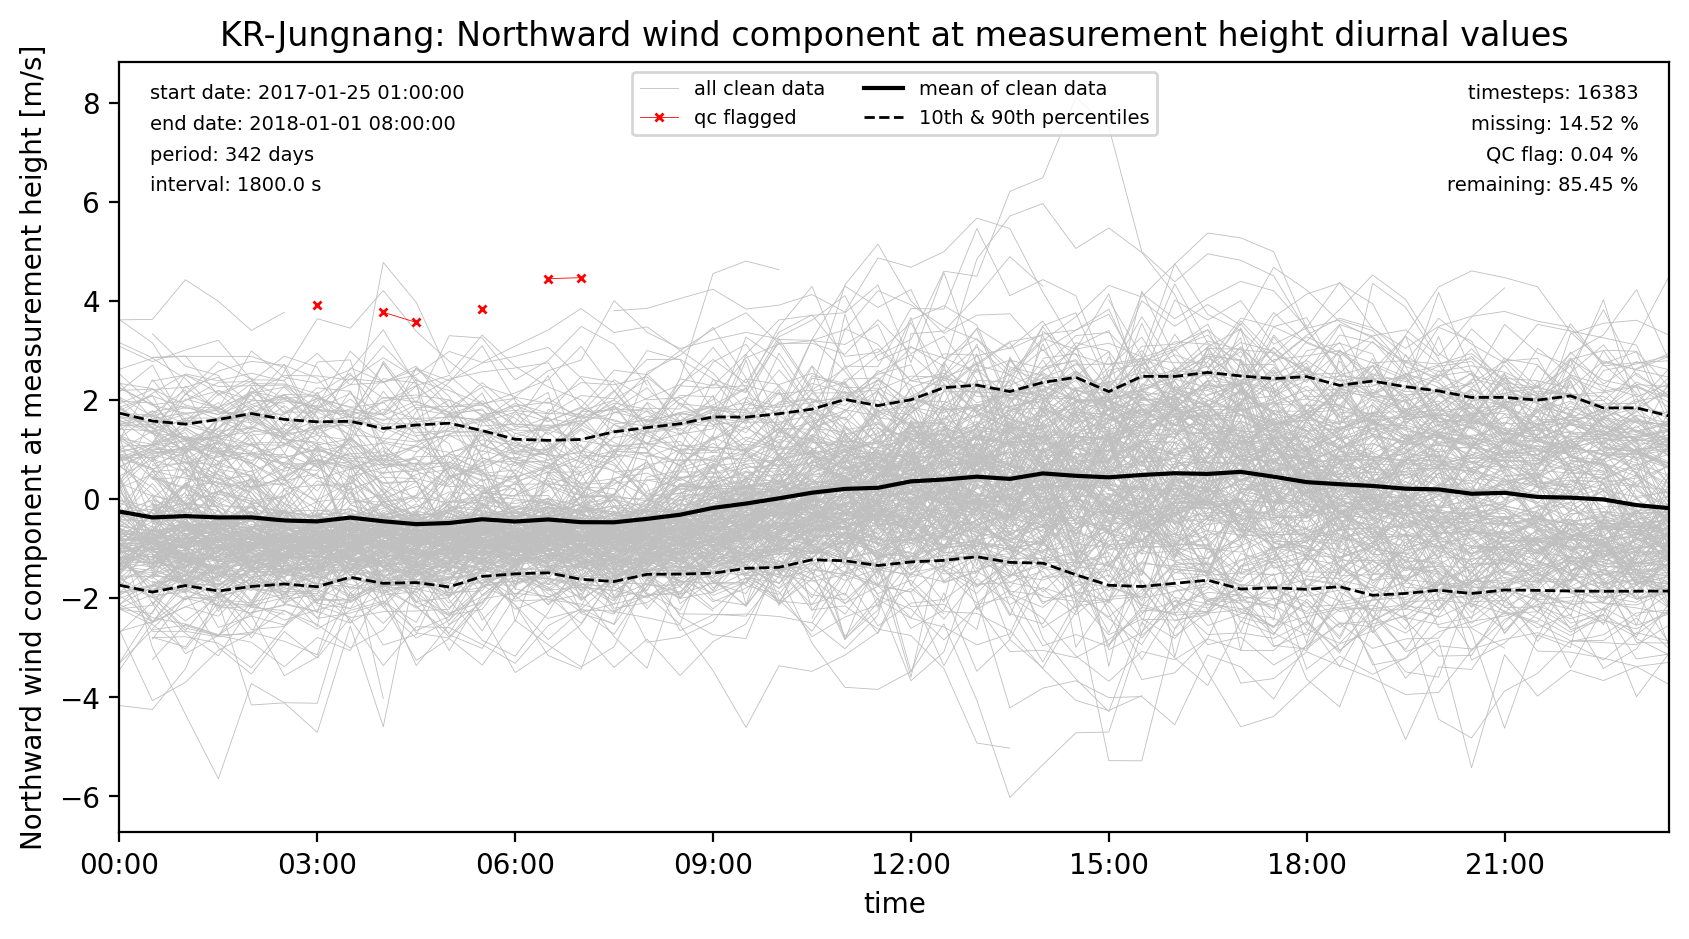 KR-Jungnang: Northward wind component at measurement height diurnal values
Northward wind component at measurement height [m/s]
start date: 2017-01-25 01:00:00
end date: 2018-01-01 08:00:00
period: 342 days
interval: 1800.0 s
all clean data
qc flagged
mean of clean data
10th & 90th percentiles
timesteps: 16383
missing: 14.52 %
QC flag: 0.04 %
remaining: 85.45 %
8
6
4
2
0
−2
−4
−6
00:00 03:00 06:00 09:00 12:00 15:00 18:00 21:00
time